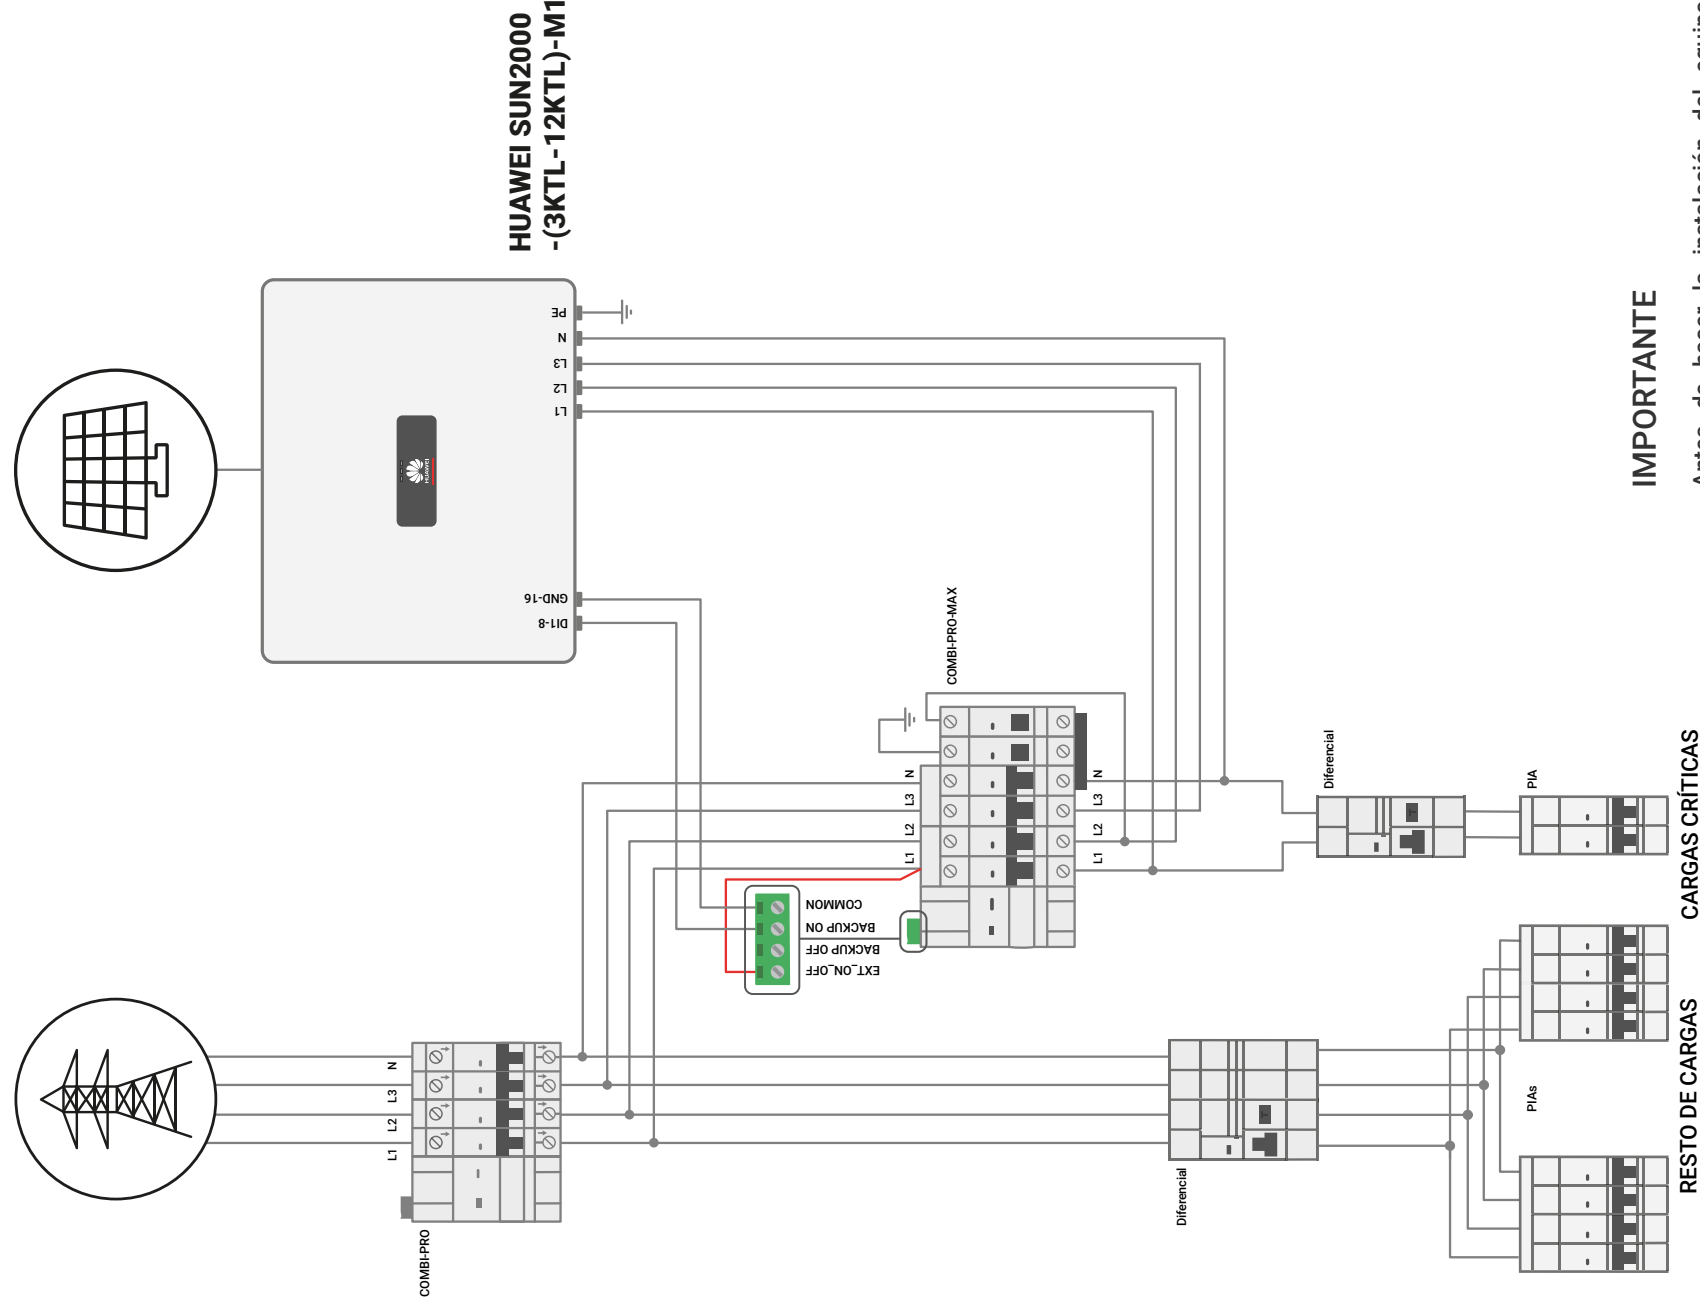 HUAWEI SUN2000
-(3KTL-12KTL)-M1
PE
N
L3
L2
L1
HUAWEI
GND-16
DI1-8
COMBI-PRO-MAX
N
L3
L2
L1
N
L3
L2
L1
COMMON
BACKUP ON
BACKUP OFF
EXT_ON_OFF
N
L3
L2
L1
COMBI-PRO
Diferencial
T
PIA
CARGAS CRÍTICAS
Diferencial
T
PIAs
RESTO DE CARGAS
IMPORTANTE